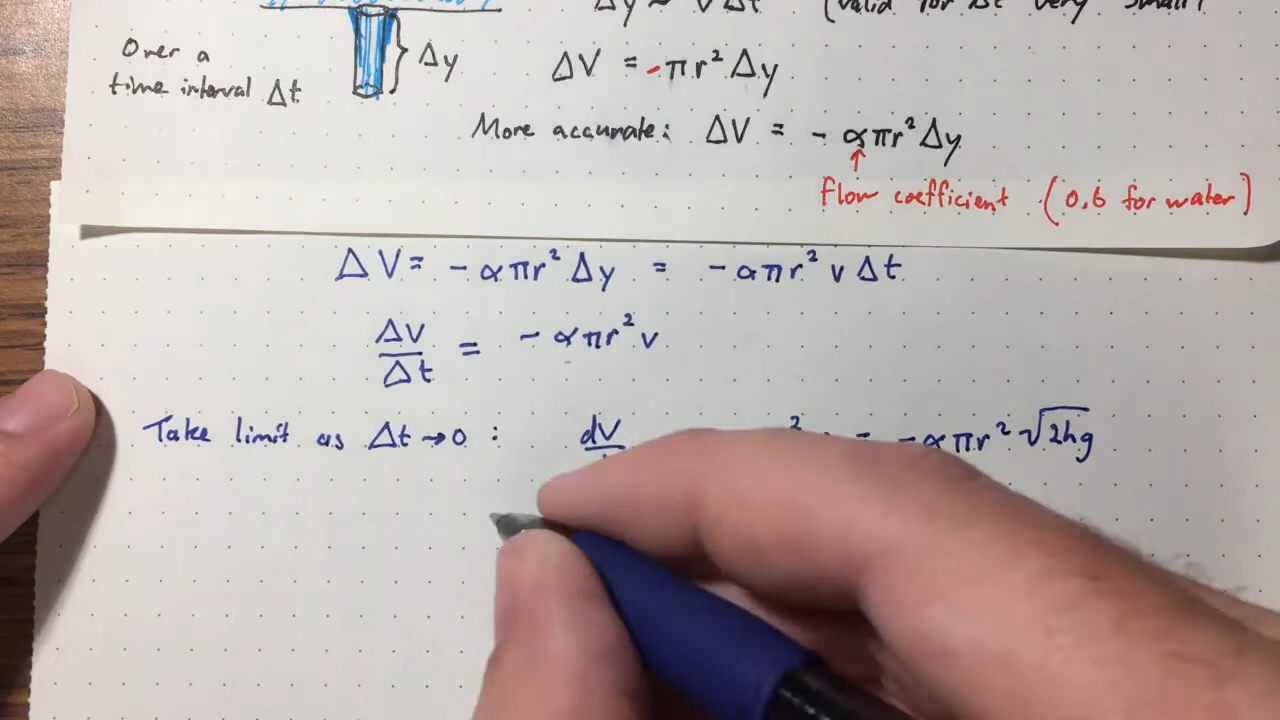 Δy ≈ vΔt (valid for Δt very small)
Over a
time interval Δt
Δy
ΔV = -πr²Δy
More accurate: ΔV = - απr²Δy
flow coefficient (0.6 for water)
ΔV = - απr²Δy = - απr² v Δt
ΔV/Δt = - απr² v
Take limit as Δt→0 : dV = - απr² √2hg